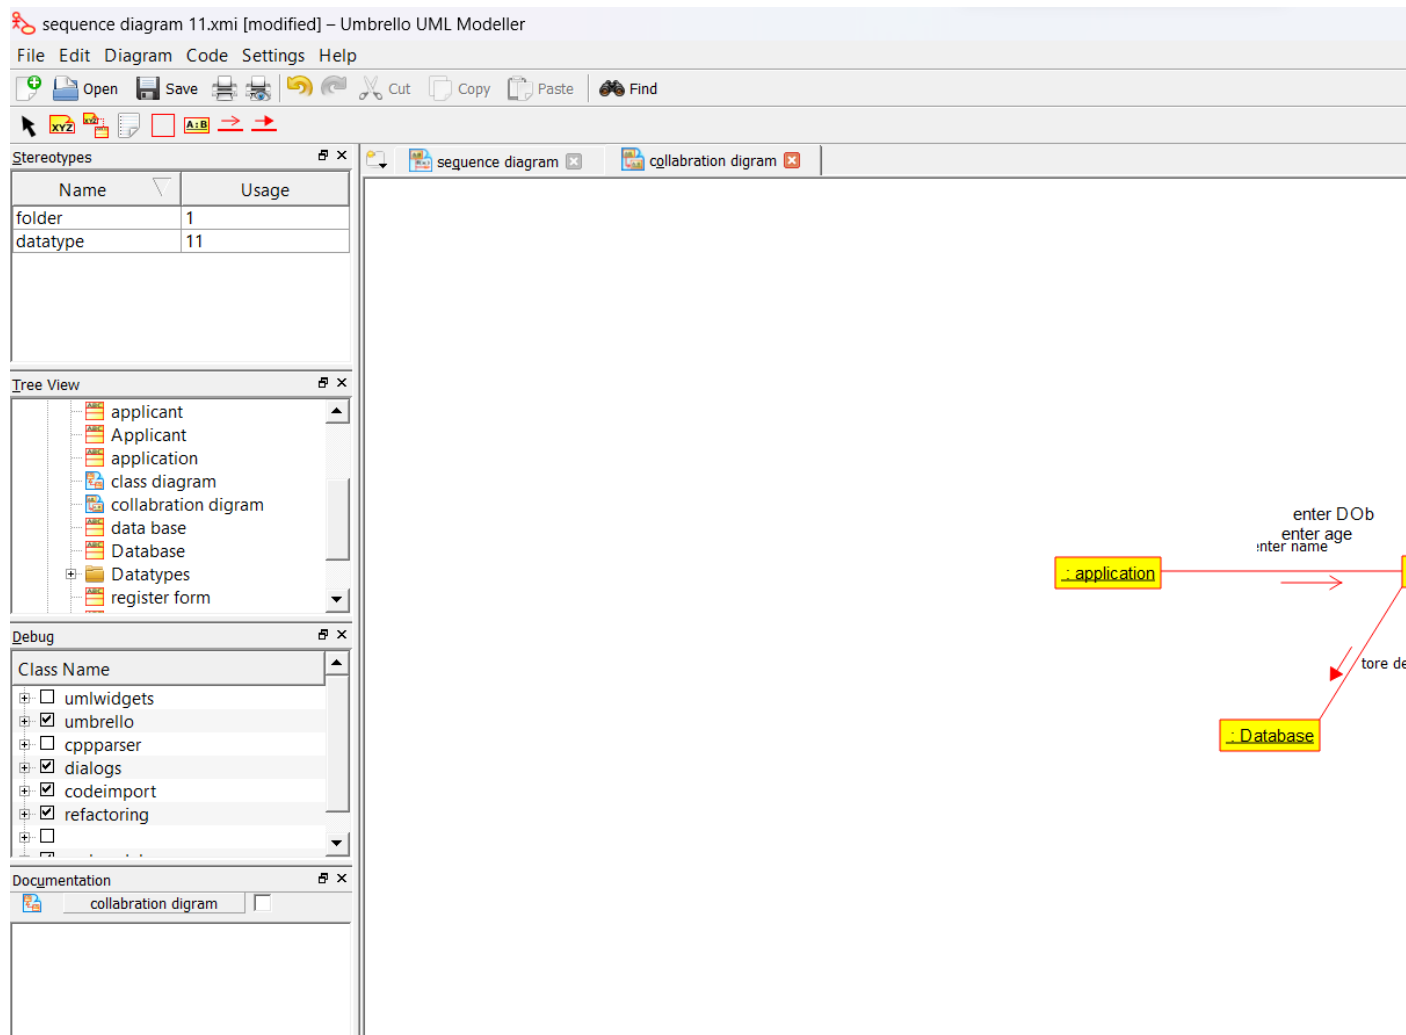 sequence diagram 11.xmi [modified] – Umbrello UML Modeller
File Edit Diagram Code Settings Help
Open Save Cut Copy Paste Find
XYZ XYZ A:B
Stereotypes
sequence diagram collabration digram
Name Usage
folder 1
datatype 11
Tree View
applicant
Applicant
application
class diagram
collabration digram
data base
Database
Datatypes
register form
enter DOb
enter age
enter name
: application
tore de
: Database
Debug
Class Name
umlwidgets
umbrello
cppparser
dialogs
codeimport
refactoring
Documentation
collabration digram